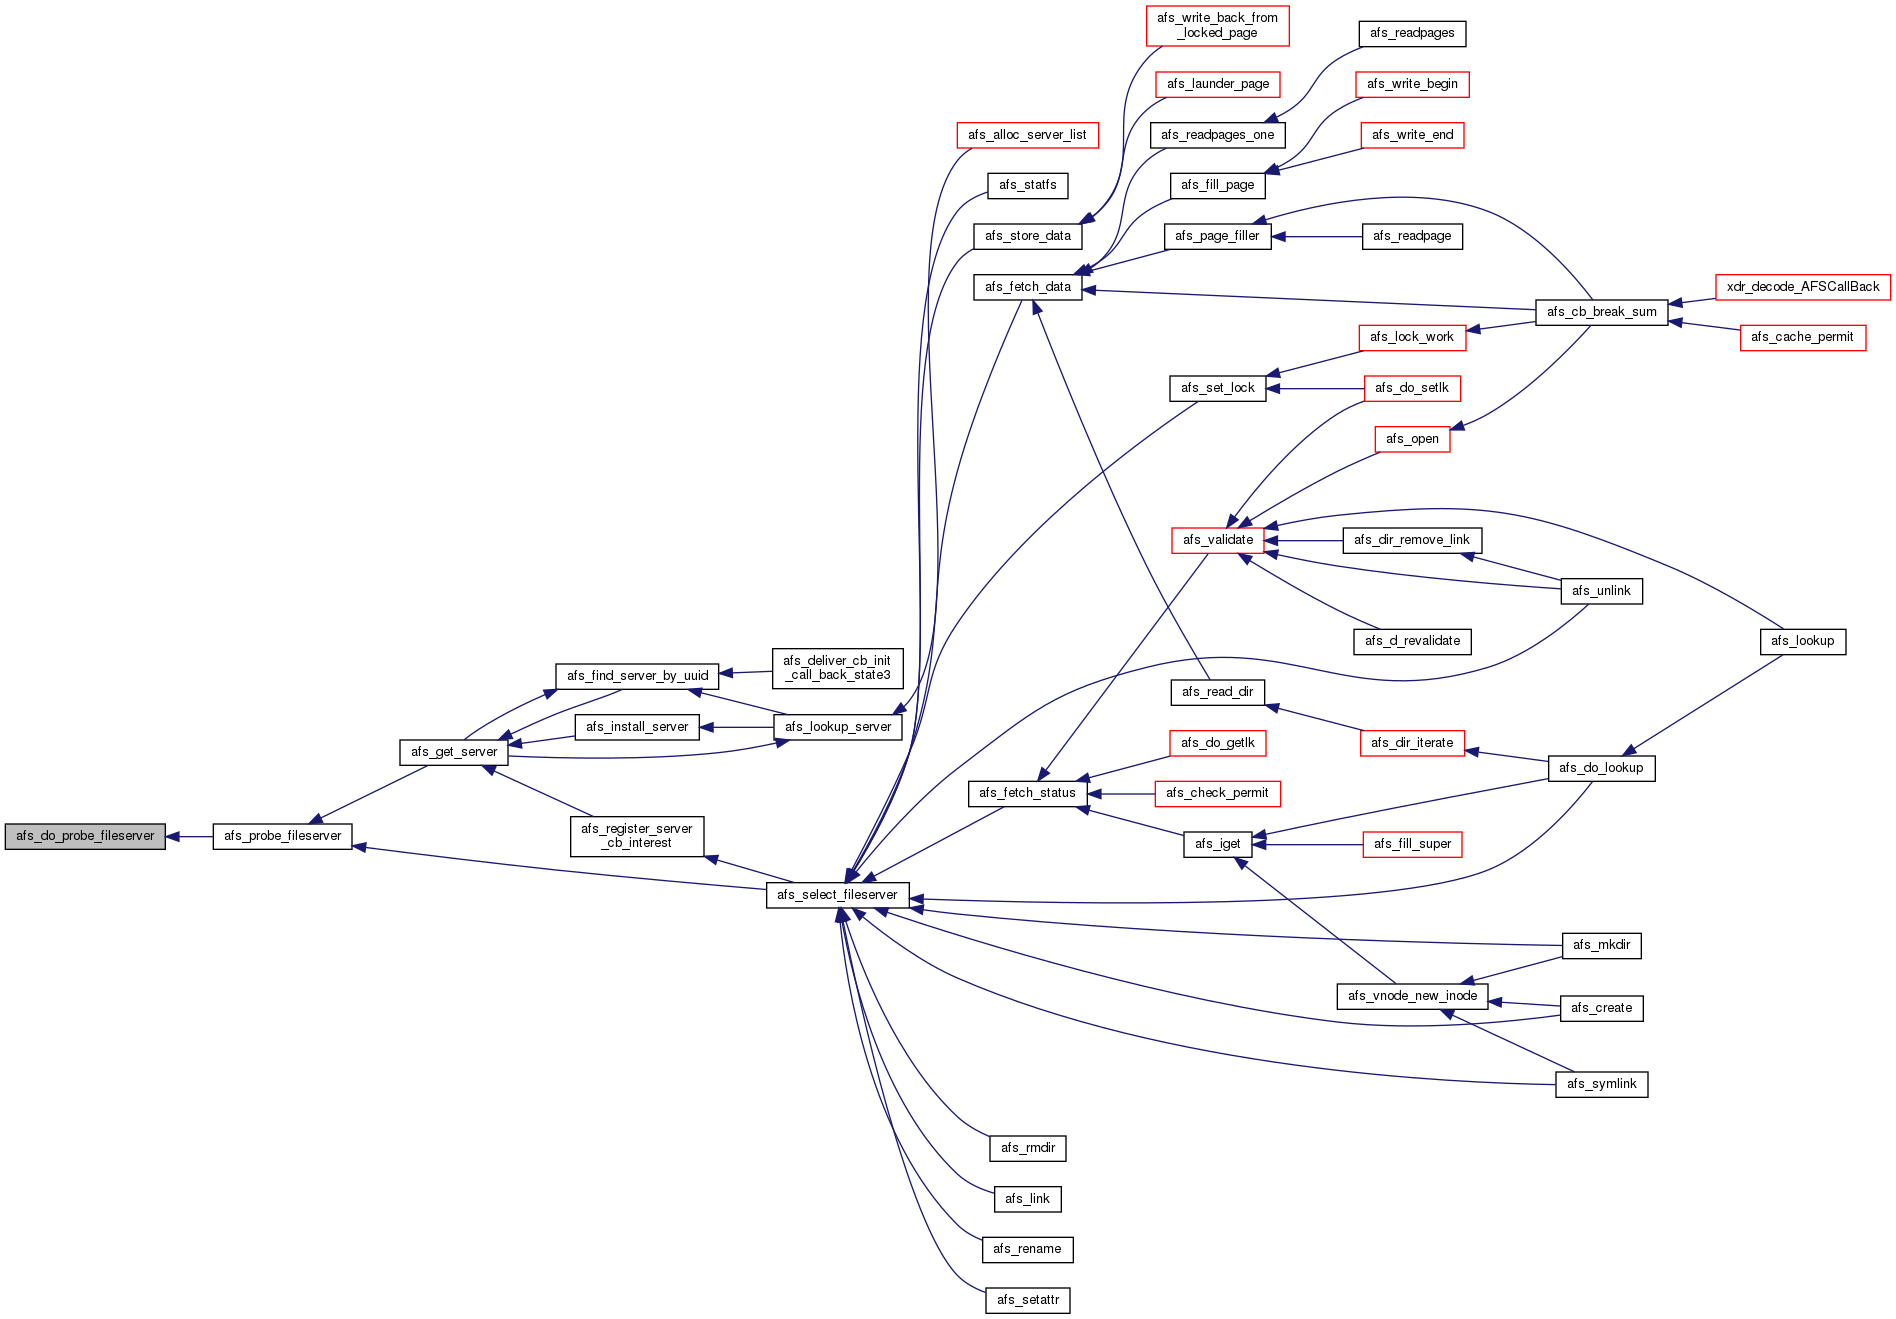 afs_write_back_from
_locked_page
afs_readpages
afs_launder_page
afs_write_begin
afs_alloc_server_list
afs_readpages_one
afs_write_end
afs_statfs
afs_fill_page
afs_store_data
afs_page_filler
afs_readpage
afs_fetch_data
xdr_decode_AFSCallBack
afs_cb_break_sum
afs_lock_work
afs_cache_permit
afs_set_lock
afs_do_setlk
afs_open
afs_validate
afs_dir_remove_link
afs_unlink
afs_d_revalidate
afs_lookup
afs_deliver_cb_init
_call_back_state3
afs_find_server_by_uuid
afs_read_dir
afs_install_server
afs_lookup_server
afs_get_server
afs_do_getlk
afs_dir_iterate
afs_do_lookup
afs_fetch_status
afs_check_permit
afs_do_probe_fileserver
afs_probe_fileserver
afs_register_server
_cb_interest
afs_iget
afs_fill_super
afs_select_fileserver
afs_mkdir
afs_vnode_new_inode
afs_create
afs_symlink
afs_rmdir
afs_link
afs_rename
afs_setattr